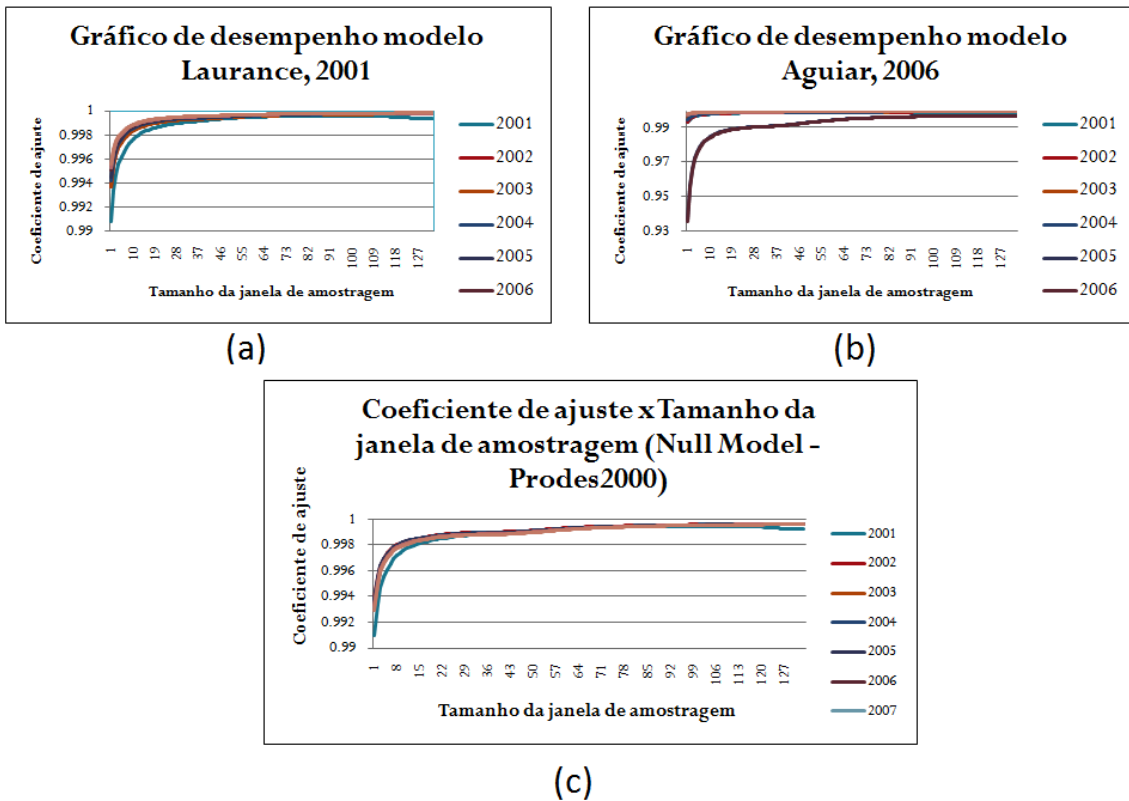 Gráfico de desempenho modelo
Laurance, 2001
Coeficiente de ajuste
1
0.998
0.996
0.994
0.992
0.99
1 10 19 28 37 46 55 64 73 82 91 100 109 118 127
Tamanho da janela de amostragem
2001
2002
2003
2004
2005
2006
(a)
Gráfico de desempenho modelo
Aguiar, 2006
Coeficiente de ajuste
0.99
0.97
0.95
0.93
1 10 19 28 37 46 55 64 73 82 91 100 109 118 127
Tamanho da janela de amostragem
2001
2002
2003
2004
2005
2006
(b)
Coeficiente de ajuste x Tamanho da
janela de amostragem (Null Model -
Prodes2000)
Coeficiente de ajuste
1
0.998
0.996
0.994
0.992
0.99
1 8 15 22 29 36 43 50 57 64 71 78 85 92 99 106 113 120 127
Tamanho da janela de amostragem
2001
2002
2003
2004
2005
2006
2007
(c)